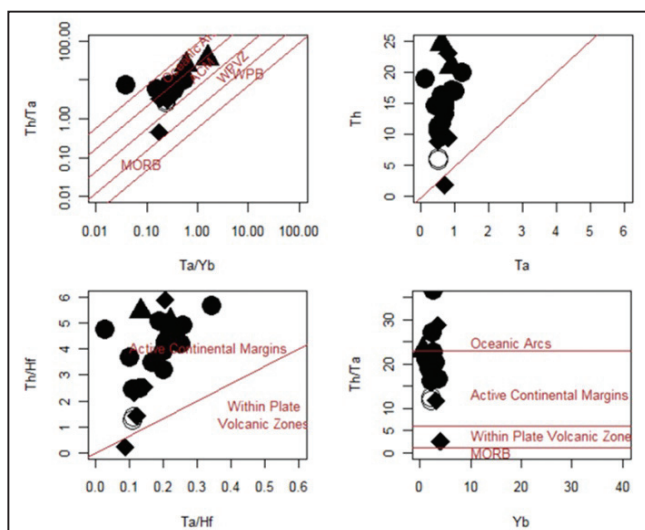 100.00
1.00
0.10
0.01
Th/Ta
Oceanic Arc
ACM
WPVZ
WPB
MORB
0.01 0.10 1.00 10.00 100.00
Ta/Yb
25
20
15
10
5
0
Th
0 1 2 3 4 5 6
Ta
6
5
4
3
2
1
0
Th/Hf
Active Continental Margins
Within Plate
Volcanic Zones
0.0 0.1 0.2 0.3 0.4 0.5 0.6
Ta/Hf
30
20
10
5
0
Th/Ta
Oceanic Arcs
Active Continental Margins
Within Plate Volcanic Zone
MORB
0 10 20 30 40
Yb